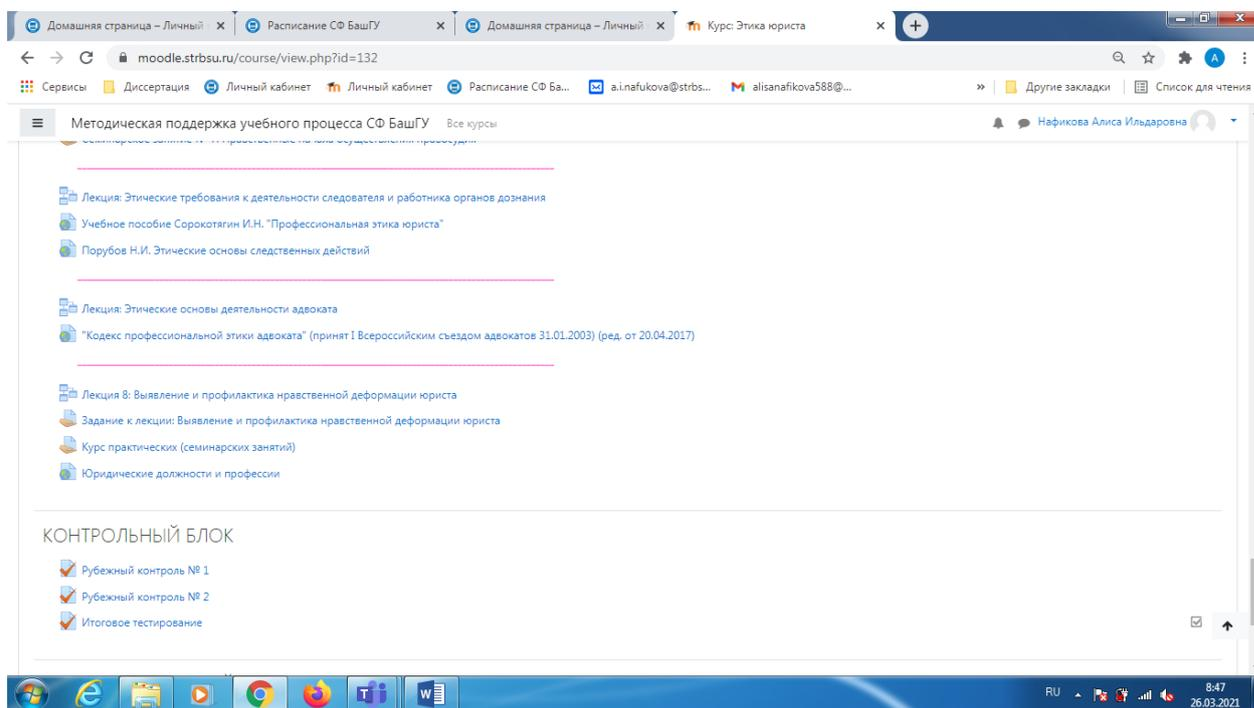 Домашняя страница – Личный
Расписание СФ БашГУ
Домашняя страница – Личный
Курс: Этика юриста
moodle.strbsu.ru/course/view.php?id=132
A
Сервисы Диссертация Личный кабинет Личный кабинет Расписание СФ Ба... a.i.nafukova@strbs... alisanafikova588@... » Другие закладки Список для чтения
Методическая поддержка учебного процесса СФ БашГУ Все курсы Нафикова Алиса Ильдаровна
Лекция: Этические требования к деятельности следователя и работника органов дознания
Учебное пособие Сорокотягин И.Н. "Профессиональная этика юриста"
Порубов Н.И. Этические основы следственных действий
Лекция: Этические основы деятельности адвоката
"Кодекс профессиональной этики адвоката" (принят I Всероссийским съездом адвокатов 31.01.2003) (ред. от 20.04.2017)
Лекция 8: Выявление и профилактика нравственной деформации юриста
Задание к лекции: Выявление и профилактика нравственной деформации юриста
Курс практических (семинарских занятий)
Юридические должности и профессии
КОНТРОЛЬНЫЙ БЛОК
Рубежный контроль № 1
Рубежный контроль № 2
Итоговое тестирование
RU
8:47
26.03.2021